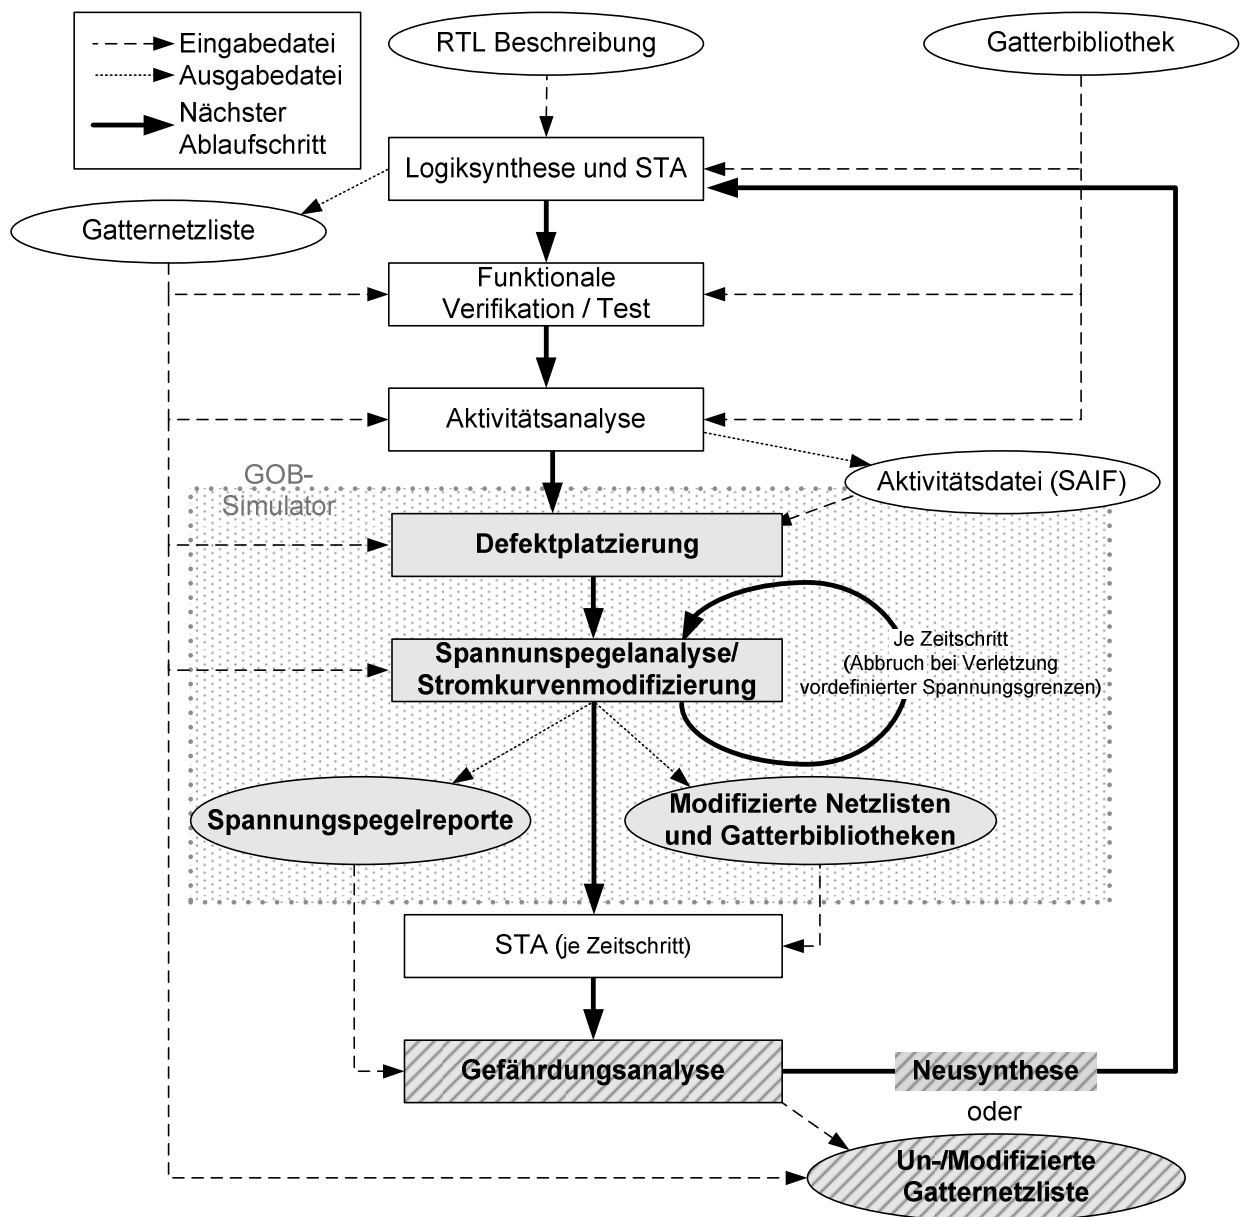 Eingabedatei
Ausgabedatei
Nächster
Ablaufschritt
RTL Beschreibung
Gatterbibliothek
Logiksynthese und STA
Gatternetzliste
Funktionale
Verifikation / Test
Aktivitätsanalyse
GOB-
Simulator
Aktivitätsdatei (SAIF)
Defektplatzierung
Spannunspegelanalyse/
Stromkurvenmodifizierung
Je Zeitschritt
(Abbruch bei Verletzung
vordefinierter Spannungsgrenzen)
Spannungspegelreporte
Modifizierte Netzlisten
und Gatterbibliotheken
STA (je Zeitschritt)
Gefährdungsanalyse
Neusynthese
oder
Un-/Modifizierte
Gatternetzliste